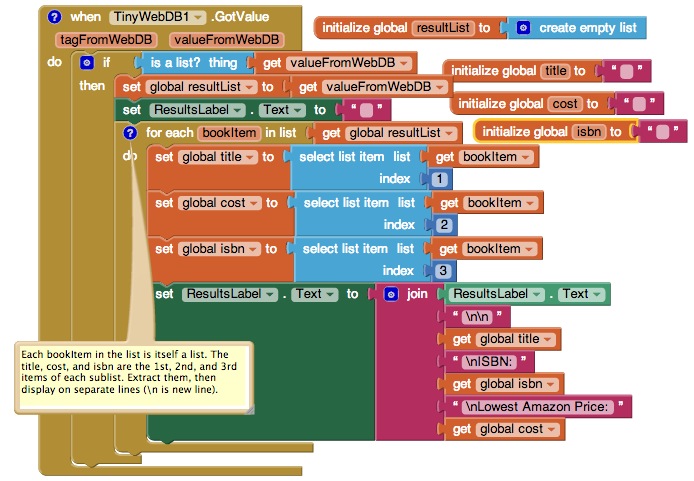 when TinyWebDB1 .GotValue
initialize global resultList to create empty list
tagFromWebDB valueFromWebDB
do if is a list? thing get valueFromWebDB
initialize global title to “ ”
then set global resultList to get valueFromWebDB
initialize global cost to “ ”
set ResultsLabel . Text to “ ”
for each bookItem in list get global resultList
initialize global isbn to “ ”
do set global title to select list item list get bookItem
index 1
set global cost to select list item list get bookItem
index 2
set global isbn to select list item list get bookItem
index 3
set ResultsLabel . Text to join ResultsLabel . Text
“ \n\n ”
get global title
“ \nISBN: ”
get global isbn
“ \nLowest Amazon Price: ”
get global cost
Each bookItem in the list is itself a list. The
title, cost, and isbn are the 1st, 2nd, and 3rd
items of each sublist. Extract them, then
display on separate lines (\n is new line).